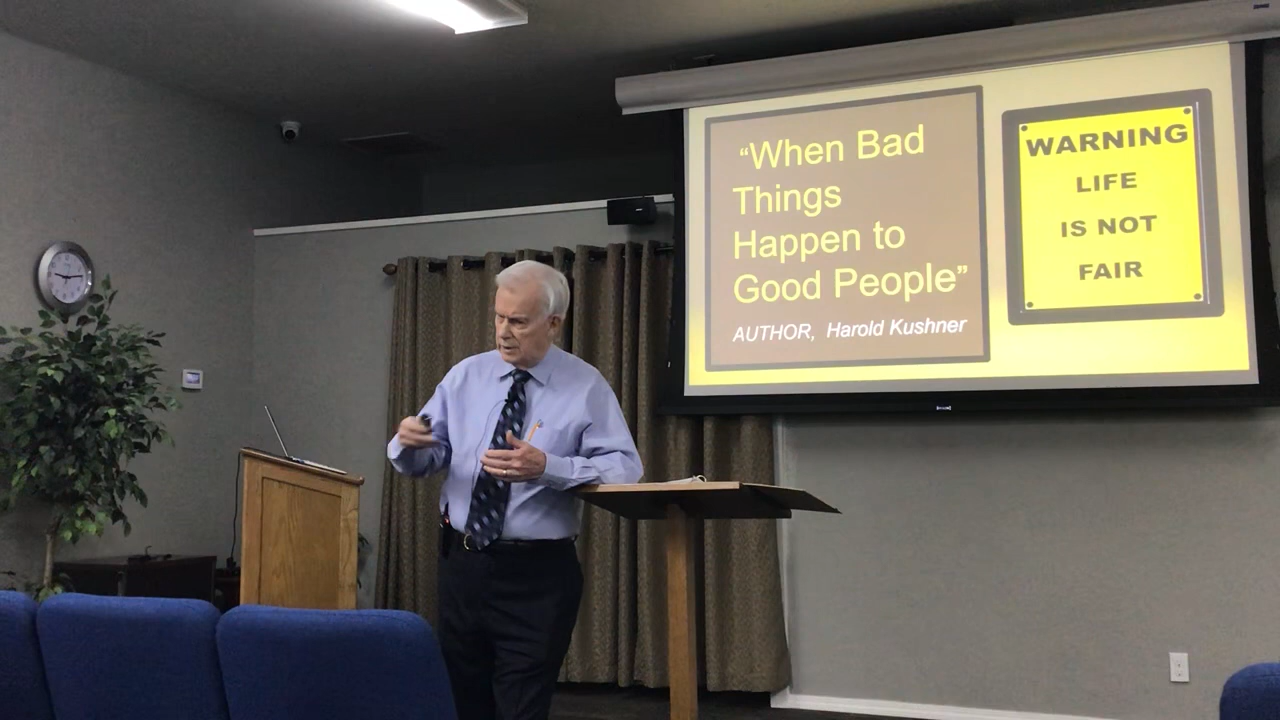 “When Bad
Things
Happen to
Good People”
AUTHOR, Harold Kushner
WARNING
LIFE
IS NOT
FAIR